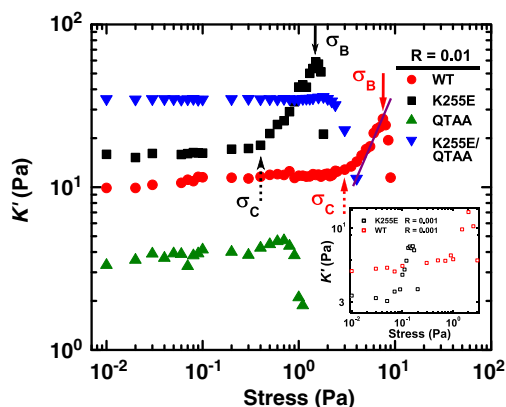 K' (Pa)
10²
10¹
10⁰
10⁻²
10⁻¹
10⁰
10¹
10²
Stress (Pa)
σB
σB
σC
σC
R = 0.01
WT
K255E
QTAA
K255E/
QTAA
K255E R = 0.001
WT R = 0.001
K' (Pa)
10¹
3
10⁻²
10⁻¹
10⁰
Stress (Pa)